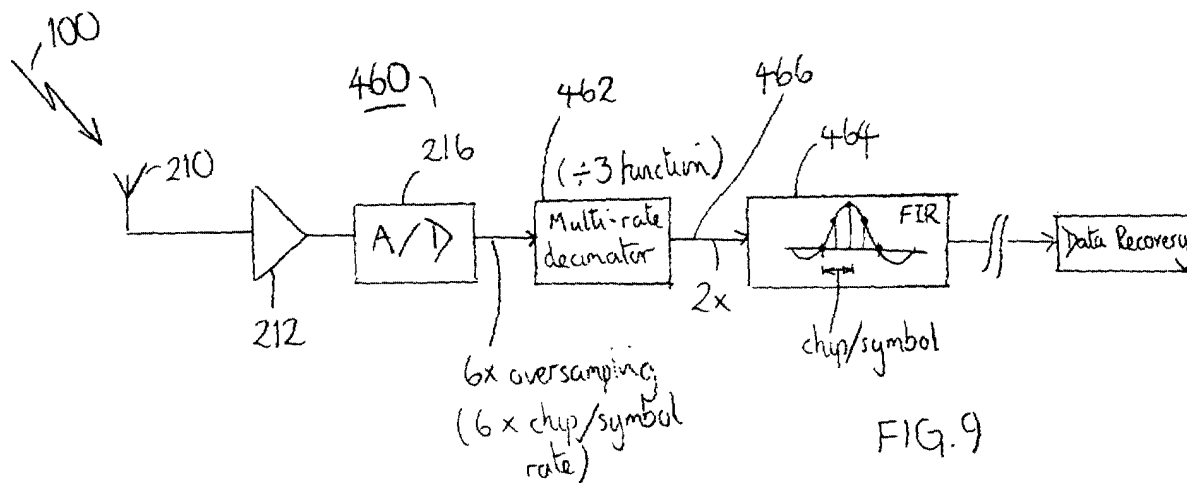 100
460
462
466
210
216
(÷3 function)
464
A/D
Multi-rate
decimator
FIR
Data Recovery
212
2x
chip/symbol
6x oversamping
(6 x chip/symbol
rate)
FIG.9